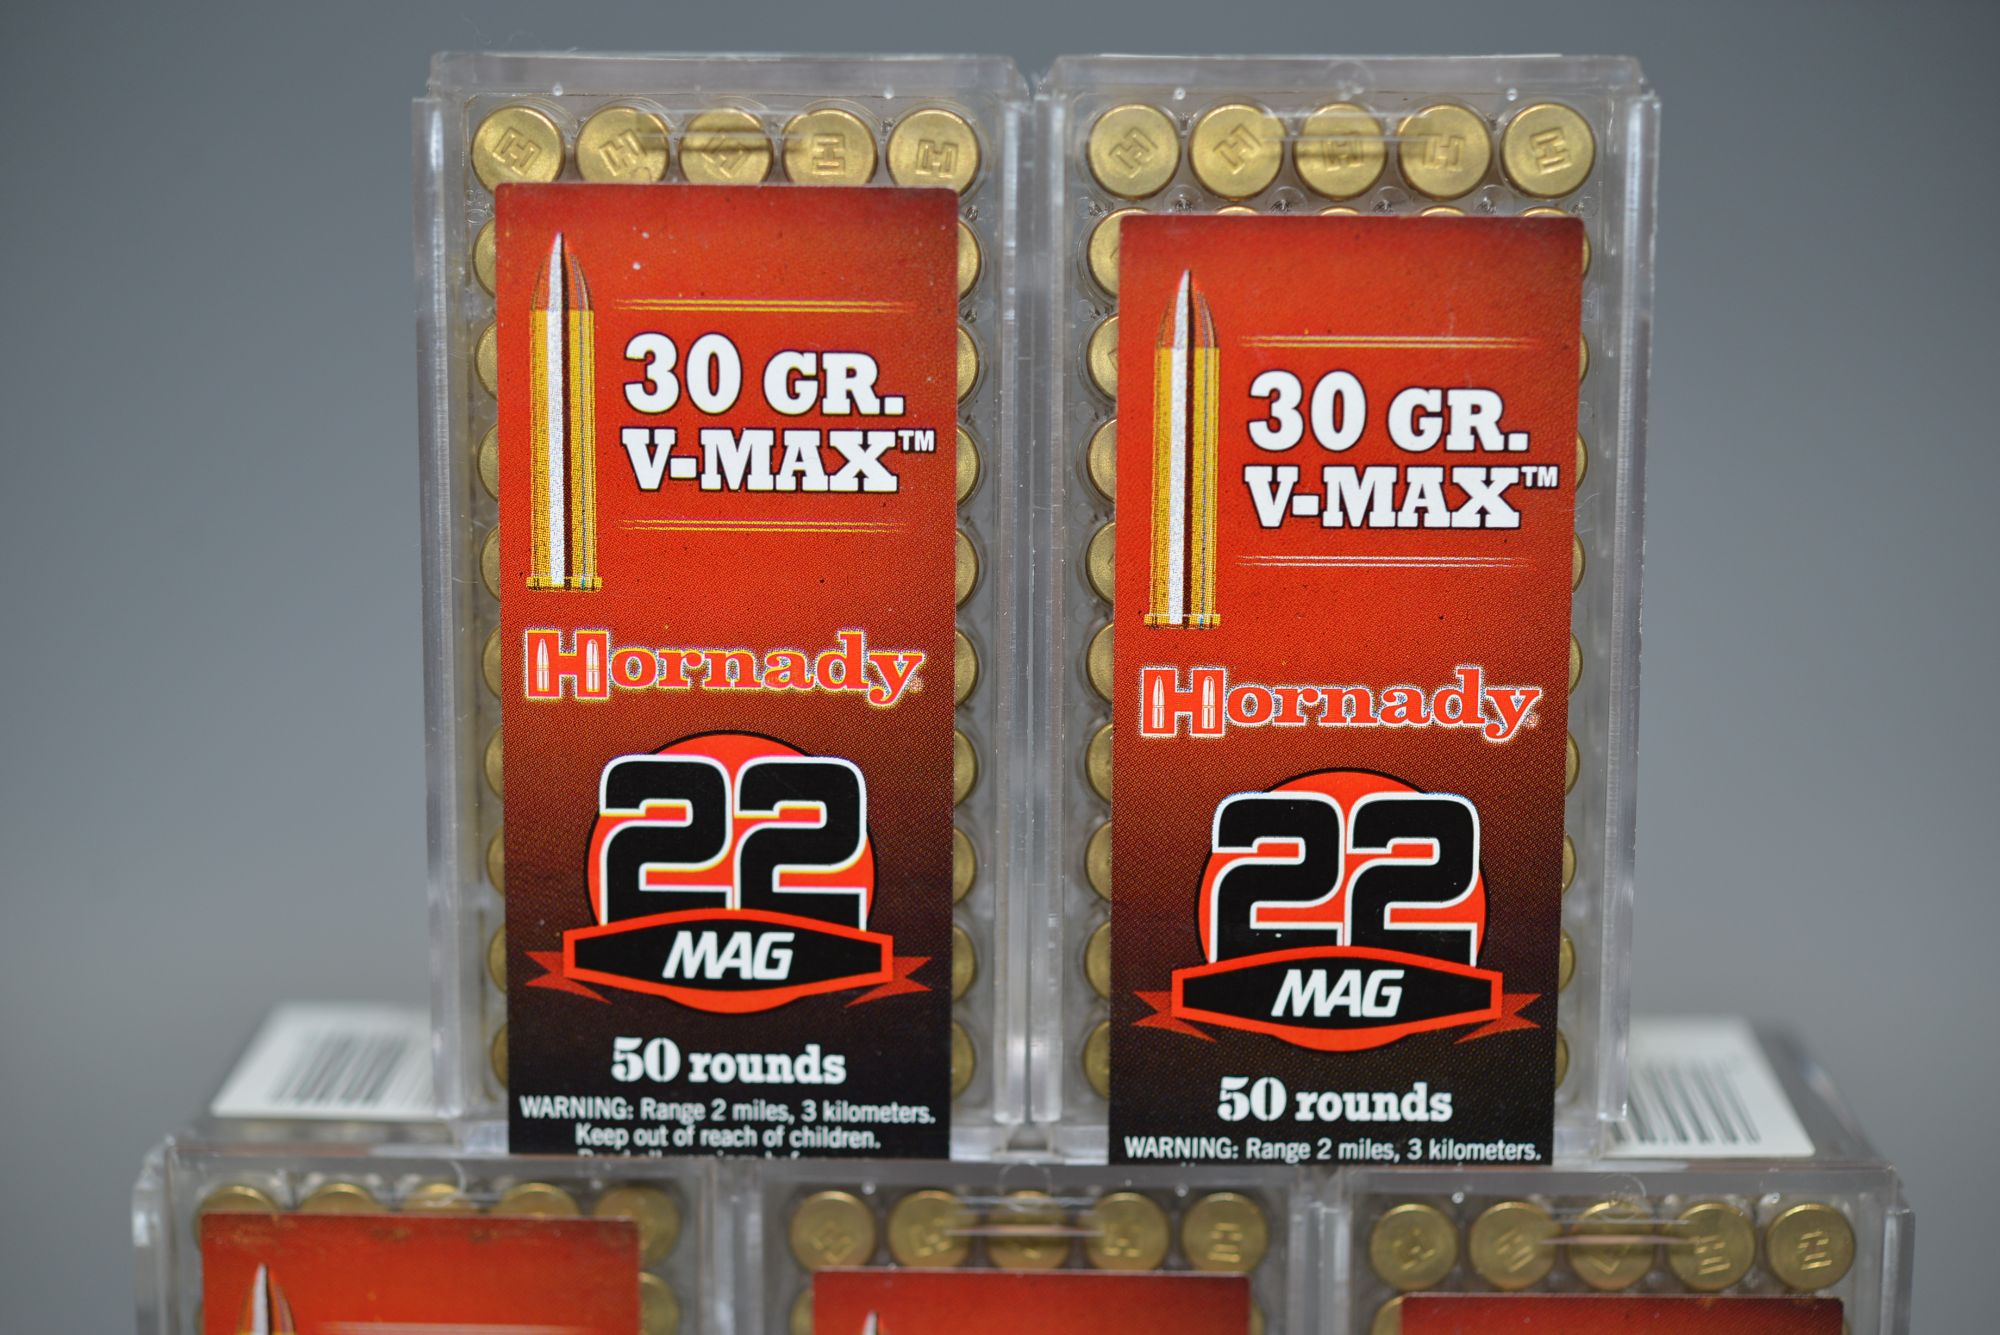 30 GR.
V-MAX™
Hornady
22
MAG
50 rounds
WARNING: Range 2 miles, 3 kilometers.
Keep out of reach of children.
30 GR.
V-MAX™
Hornady
22
MAG
50 rounds
WARNING: Range 2 miles, 3 kilometers.